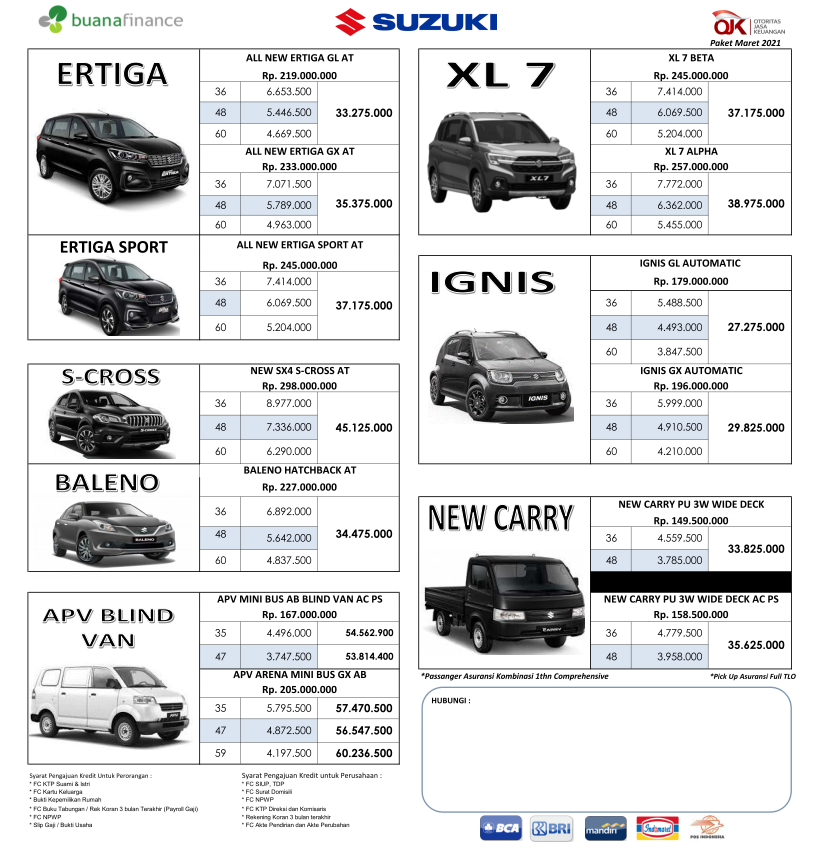 buanafinance
SUZUKI
OJK OTORITAS
JASA
KEUANGAN
Paket Maret 2021
ERTIGA
ALL NEW ERTIGA GL AT
Rp. 219.000.000
36 6.653.500
48 5.446.500 33.275.000
60 4.669.500
ALL NEW ERTIGA GX AT
Rp. 233.000.000
36 7.071.500
48 5.789.000 35.375.000
60 4.963.000
ERTIGA SPORT
ALL NEW ERTIGA SPORT AT
Rp. 245.000.000
36 7.414.000
48 6.069.500 37.175.000
60 5.204.000
S-CROSS
NEW SX4 S-CROSS AT
Rp. 298.000.000
36 8.977.000
48 7.336.000 45.125.000
60 6.290.000
S-CROSS
BALENO
BALENO HATCHBACK AT
Rp. 227.000.000
36 6.892.000
48 5.642.000 34.475.000
60 4.837.500
BALENO
APV BLIND
VAN
APV MINI BUS AB BLIND VAN AC PS
Rp. 167.000.000
35 4.496.000 54.562.900
47 3.747.500 53.814.400
APV ARENA MINI BUS GX AB
Rp. 205.000.000
35 5.795.500 57.470.500
47 4.872.500 56.547.500
59 4.197.500 60.236.500
APV
XL 7
XL 7 BETA
Rp. 245.000.000
36 7.414.000
48 6.069.500 37.175.000
60 5.204.000
XL 7 ALPHA
Rp. 257.000.000
36 7.772.000
48 6.362.000 38.975.000
60 5.455.000
XL7
IGNIS
IGNIS GL AUTOMATIC
Rp. 179.000.000
36 5.488.500
48 4.493.000 27.275.000
60 3.847.500
IGNIS GX AUTOMATIC
Rp. 196.000.000
36 5.999.000
48 4.910.500 29.825.000
60 4.210.000
IGNIS
NEW CARRY
NEW CARRY PU 3W WIDE DECK
Rp. 149.500.000
36 4.559.500
48 3.785.000 33.825.000
NEW CARRY PU 3W WIDE DECK AC PS
Rp. 158.500.000
36 4.779.500
48 3.958.000 35.625.000
*Passanger Asuransi Kombinasi 1thn Comprehensive
*Pick Up Asuransi Full TLO
HUBUNGI :
Syarat Pengajuan Kredit Untuk Perorangan :
* FC KTP Suami & Istri
* FC Kartu Keluarga
* Bukti Kepemilikan Rumah
* FC Buku Tabungan / Rek Koran 3 bulan Terakhir (Payroll Gaji)
* FC NPWP
* Slip Gaji / Bukti Usaha
Syarat Pengajuan Kredit untuk Perusahaan :
* FC SIUP, TDP
* FC Surat Domisili
* FC NPWP
* FC KTP Direksi dan Komisaris
* Rekening Koran 3 bulan terakhir
* FC Akte Pendirian dan Akte Perubahan
BCA
BRI
mandiri
Indomaret
POS INDONESIA